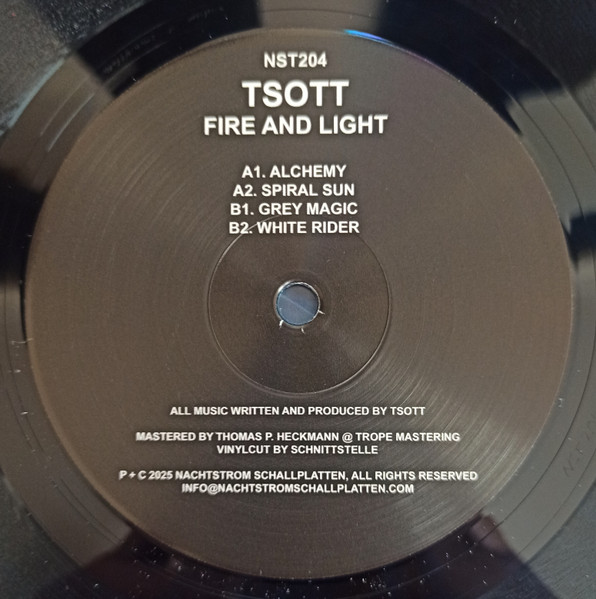 NST204
TSOTT
FIRE AND LIGHT
A1. ALCHEMY
A2. SPIRAL SUN
B1. GREY MAGIC
B2. WHITE RIDER
ALL MUSIC WRITTEN AND PRODUCED BY TSOTT
MASTERED BY THOMAS P. HECKMANN @ TROPE MASTERING
VINYLCUT BY SCHNITTSTELLE
P + C 2025 NACHTSTROM SCHALLPLATTEN, ALL RIGHTS RESERVED
INFO@NACHTSTROMSCHALLPLATTEN.COM